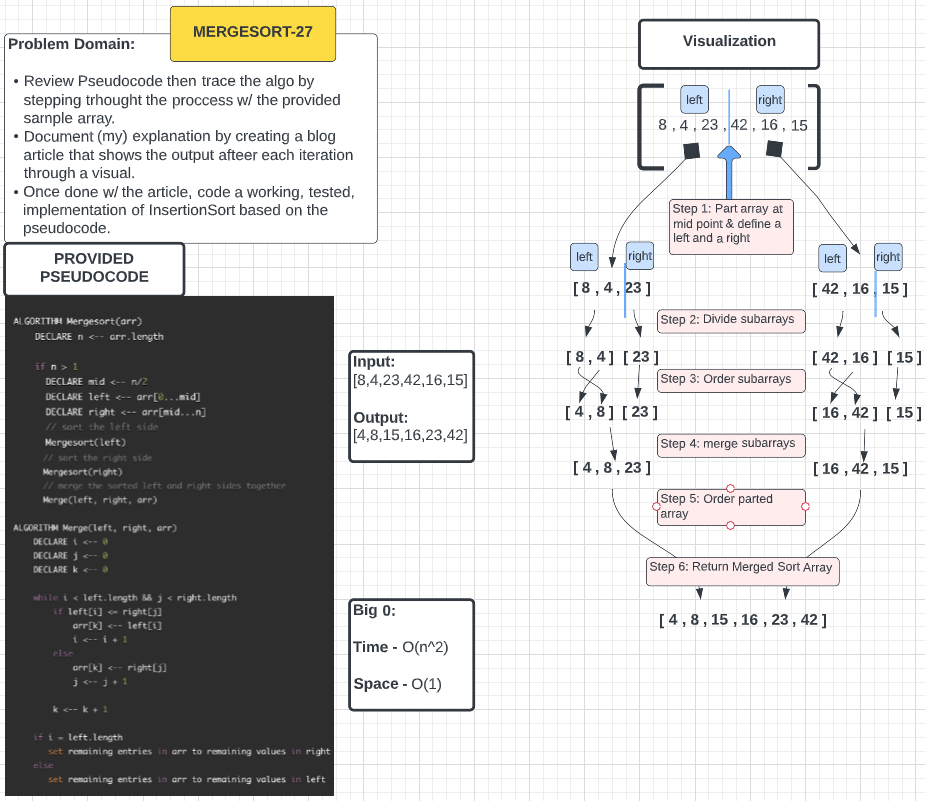 MERGESORT-27
Problem Domain:
• Review Pseudocode then trace the algo by
stepping trhought the proccess w/ the provided
sample array.
• Document (my) explanation by creating a blog
article that shows the output afteer each iteration
through a visual.
• Once done w/ the article, code a working, tested,
implementation of InsertionSort based on the
pseudocode.
PROVIDED
PSEUDOCODE
ALGORITHM Mergesort(arr)
DECLARE n <-- arr.length
if n > 1
DECLARE mid <-- n/2
DECLARE left <-- arr[0...mid]
DECLARE right <-- arr[mid...n]
// sort the left side
Mergesort(left)
// sort the right side
Mergesort(right)
// merge the sorted left and right sides together
Merge(left, right, arr)
ALGORITHM Merge(left, right, arr)
DECLARE i <-- 0
DECLARE j <-- 0
DECLARE k <-- 0
while i < left.length && j < right.length
if left[i] <= right[j]
arr[k] <-- left[i]
i <-- i + 1
else
arr[k] <-- right[j]
j <-- j + 1
k <-- k + 1
if i = left.length
set remaining entries in arr to remaining values in right
else
set remaining entries in arr to remaining values in left
Input:
[8,4,23,42,16,15]
Output:
[4,8,15,16,23,42]
Big 0:
Time - O(n^2)
Space - O(1)
Visualization
left right
8 , 4 , 23 , 42 , 16 , 15
Step 1: Part array at
mid point & define a
left and a right
left right left right
[ 8 , 4 , 23 ] [ 42 , 16 , 15 ]
Step 2: Divide subarrays
[ 8 , 4 ] [ 23 ] [ 42 , 16 ] [ 15 ]
Step 3: Order subarrays
[ 4 , 8 ] [ 23 ] [ 16 , 42 ] [ 15 ]
Step 4: merge subarrays
[ 4 , 8 , 23 ] [ 16 , 42 , 15 ]
Step 5: Order parted
array
Step 6: Return Merged Sort Array
[ 4 , 8 , 15 , 16 , 23 , 42 ]